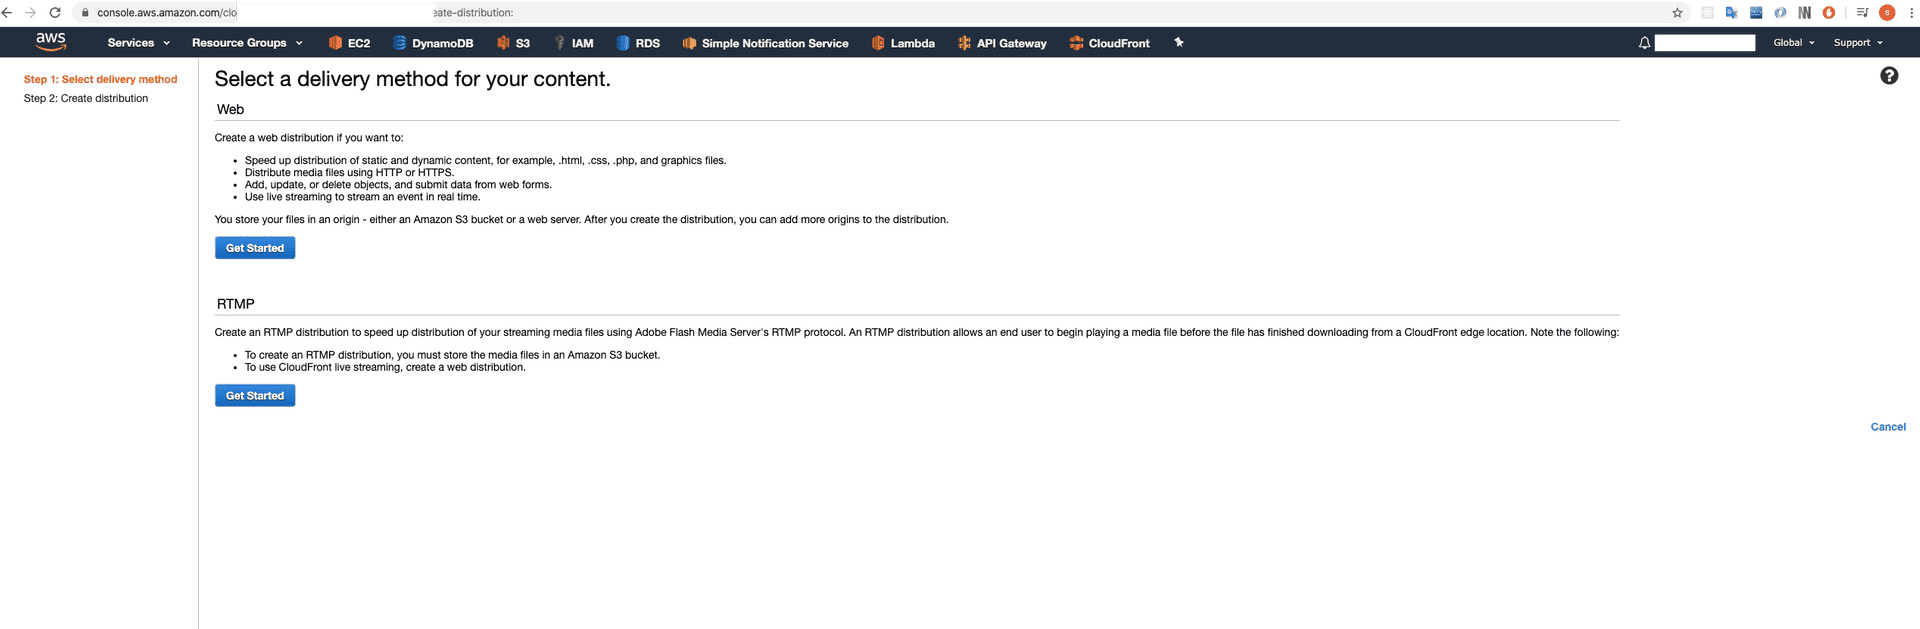 console.aws.amazon.com/clo eate-distribution:
S
aws Services Resource Groups EC2 DynamoDB S3 IAM RDS Simple Notification Service Lambda API Gateway CloudFront Global Support
Step 1: Select delivery method
Step 2: Create distribution
Select a delivery method for your content.
?
Web
Create a web distribution if you want to:
• Speed up distribution of static and dynamic content, for example, .html, .css, .php, and graphics files.
• Distribute media files using HTTP or HTTPS.
• Add, update, or delete objects, and submit data from web forms.
• Use live streaming to stream an event in real time.
You store your files in an origin - either an Amazon S3 bucket or a web server. After you create the distribution, you can add more origins to the distribution.
Get Started
RTMP
Create an RTMP distribution to speed up distribution of your streaming media files using Adobe Flash Media Server's RTMP protocol. An RTMP distribution allows an end user to begin playing a media file before the file has finished downloading from a CloudFront edge location. Note the following:
• To create an RTMP distribution, you must store the media files in an Amazon S3 bucket.
• To use CloudFront live streaming, create a web distribution.
Get Started
Cancel